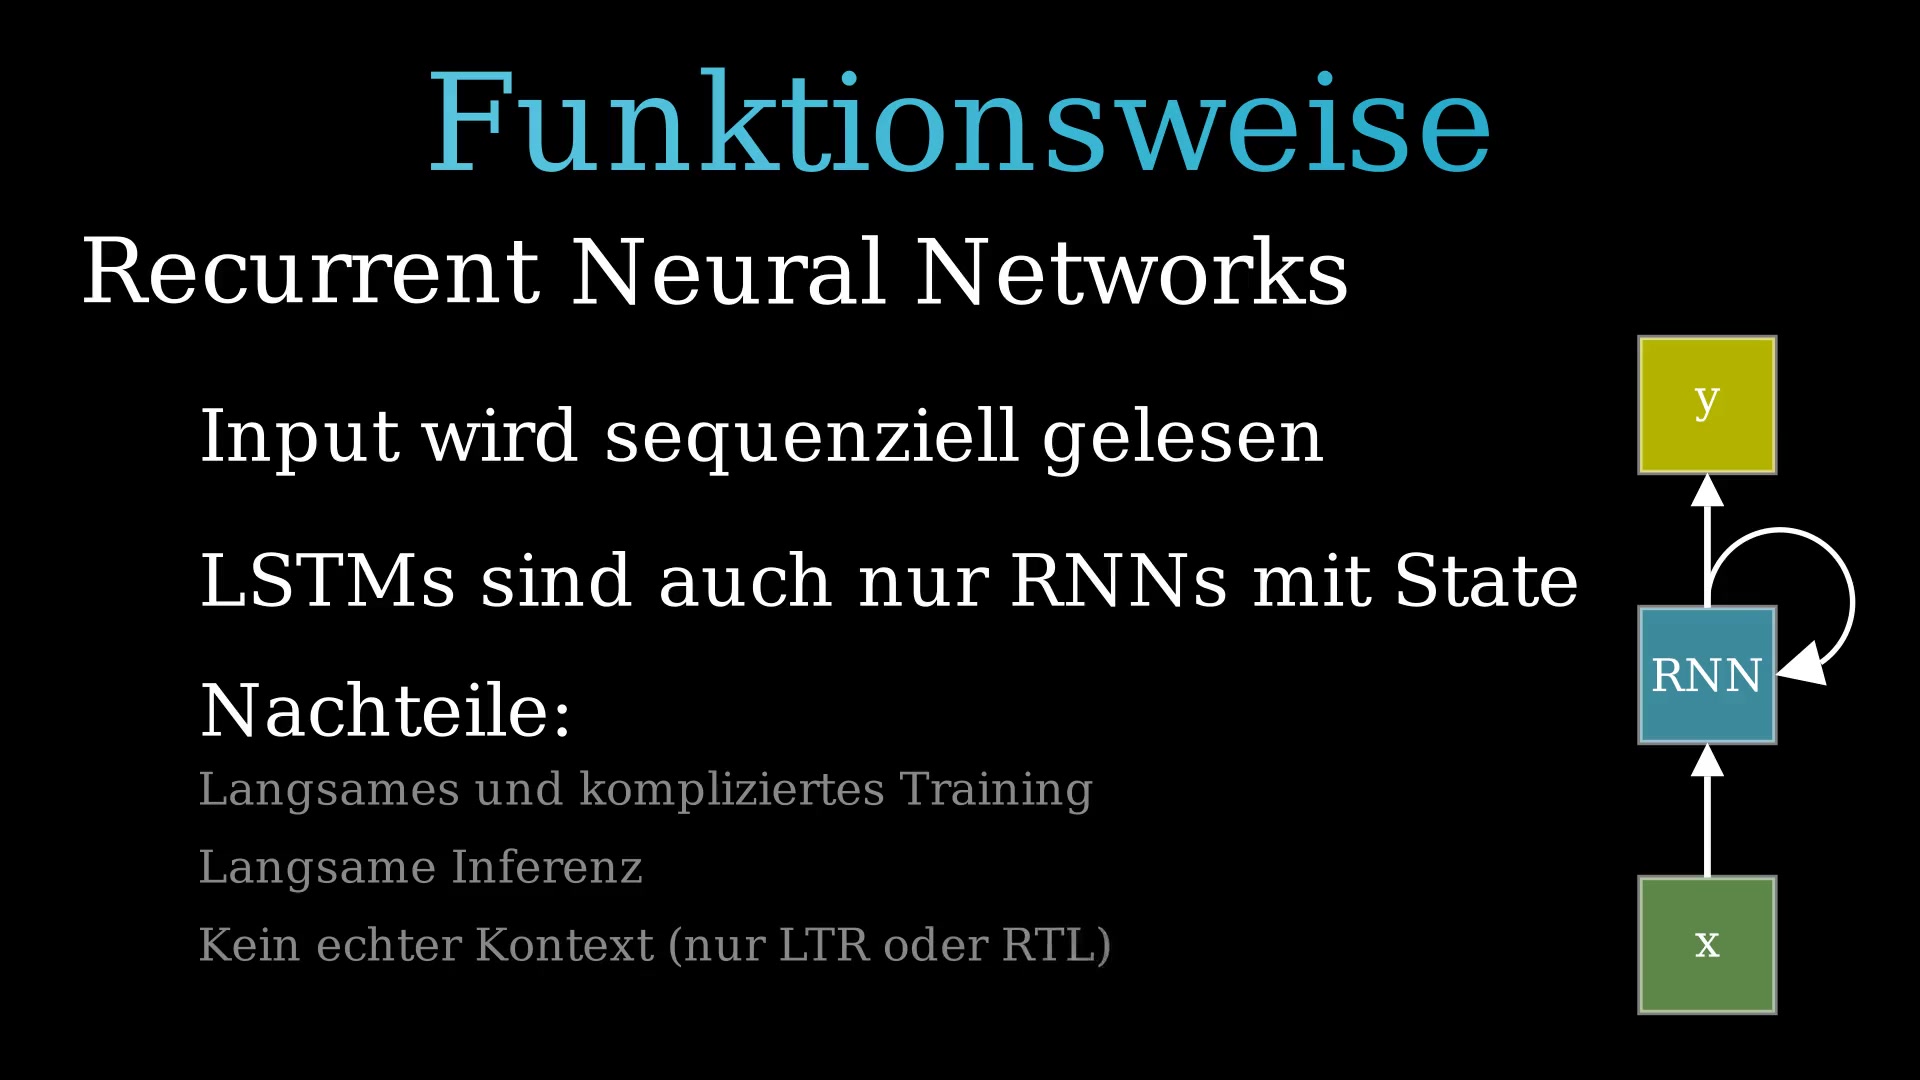 Funktionsweise
Recurrent Neural Networks
Input wird sequenziell gelesen
LSTMs sind auch nur RNNs mit State
Nachteile:
Langsames und kompliziertes Training
Langsame Inferenz
Kein echter Kontext (nur LTR oder RTL)
y
RNN
x